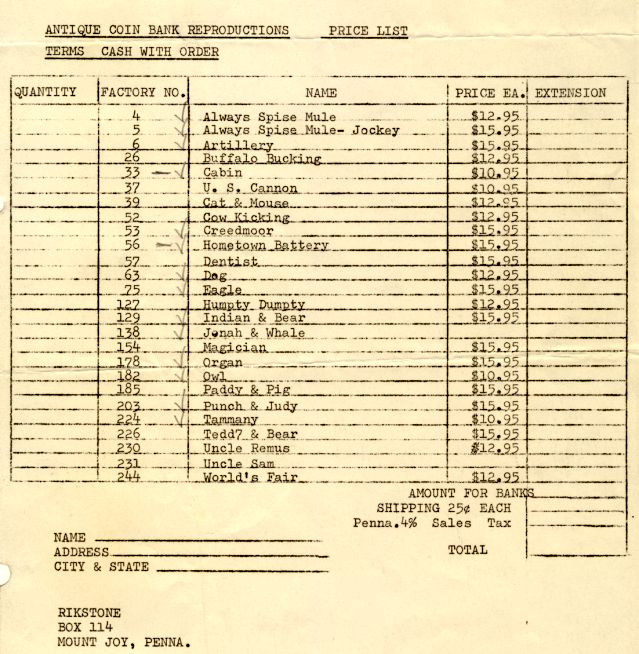 ANTIQUE COIN BANK REPRODUCTIONS PRICE LIST
TERMS CASH WITH ORDER
QUANTITY FACTORY NO. NAME PRICE EA. EXTENSION
4 Always Spise Mule $12.95
5 Always Spise Mule- Jockey $15.95
6 Artillery $15.95
26 Buffalo Bucking $12.95
33 Cabin $10.95
37 U. S. Cannon $10.95
39 Cat & Mouse $12.95
52 Cow Kicking $12.95
53 Creedmoor $15.95
56 Hometown Battery $15.95
57 Dentist $15.95
63 Dog $12.95
75 Eagle $15.95
127 Humpty Dumpty $12.95
129 Indian & Bear $15.95
138 Jonah & Whale
154 Magician $15.95
178 Organ $15.95
182 Owl $10.95
185 Paddy & Pig $15.95
203 Punch & Judy $15.95
224 Tammany $10.95
226 Tedd7 & Bear $15.95
230 Uncle Remus $12.95
231 Uncle Sam
244 World's Fair $12.95
AMOUNT FOR BANKS
SHIPPING 25¢ EACH
Penna.4% Sales Tax
TOTAL
NAME
ADDRESS
CITY & STATE
RIKSTONE
BOX 114
MOUNT JOY, PENNA.